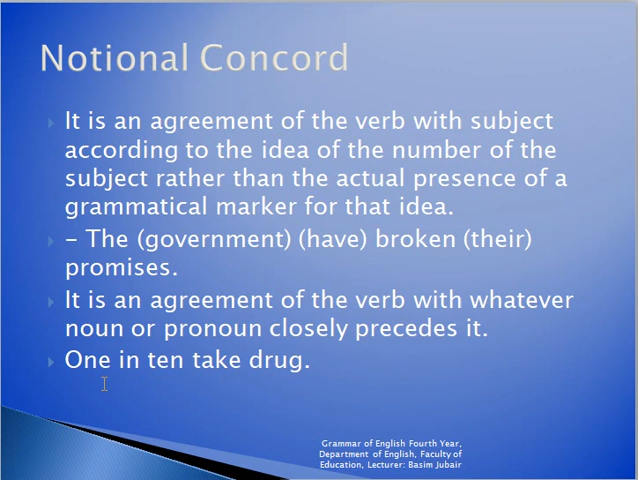 Notional Concord
It is an agreement of the verb with subject
according to the idea of the number of the
subject rather than the actual presence of a
grammatical marker for that idea.
– The (government) (have) broken (their)
promises.
It is an agreement of the verb with whatever
noun or pronoun closely precedes it.
One in ten take drug.
Grammar of English Fourth Year,
Department of English, Faculty of
Education, Lecturer: Basim Jubair